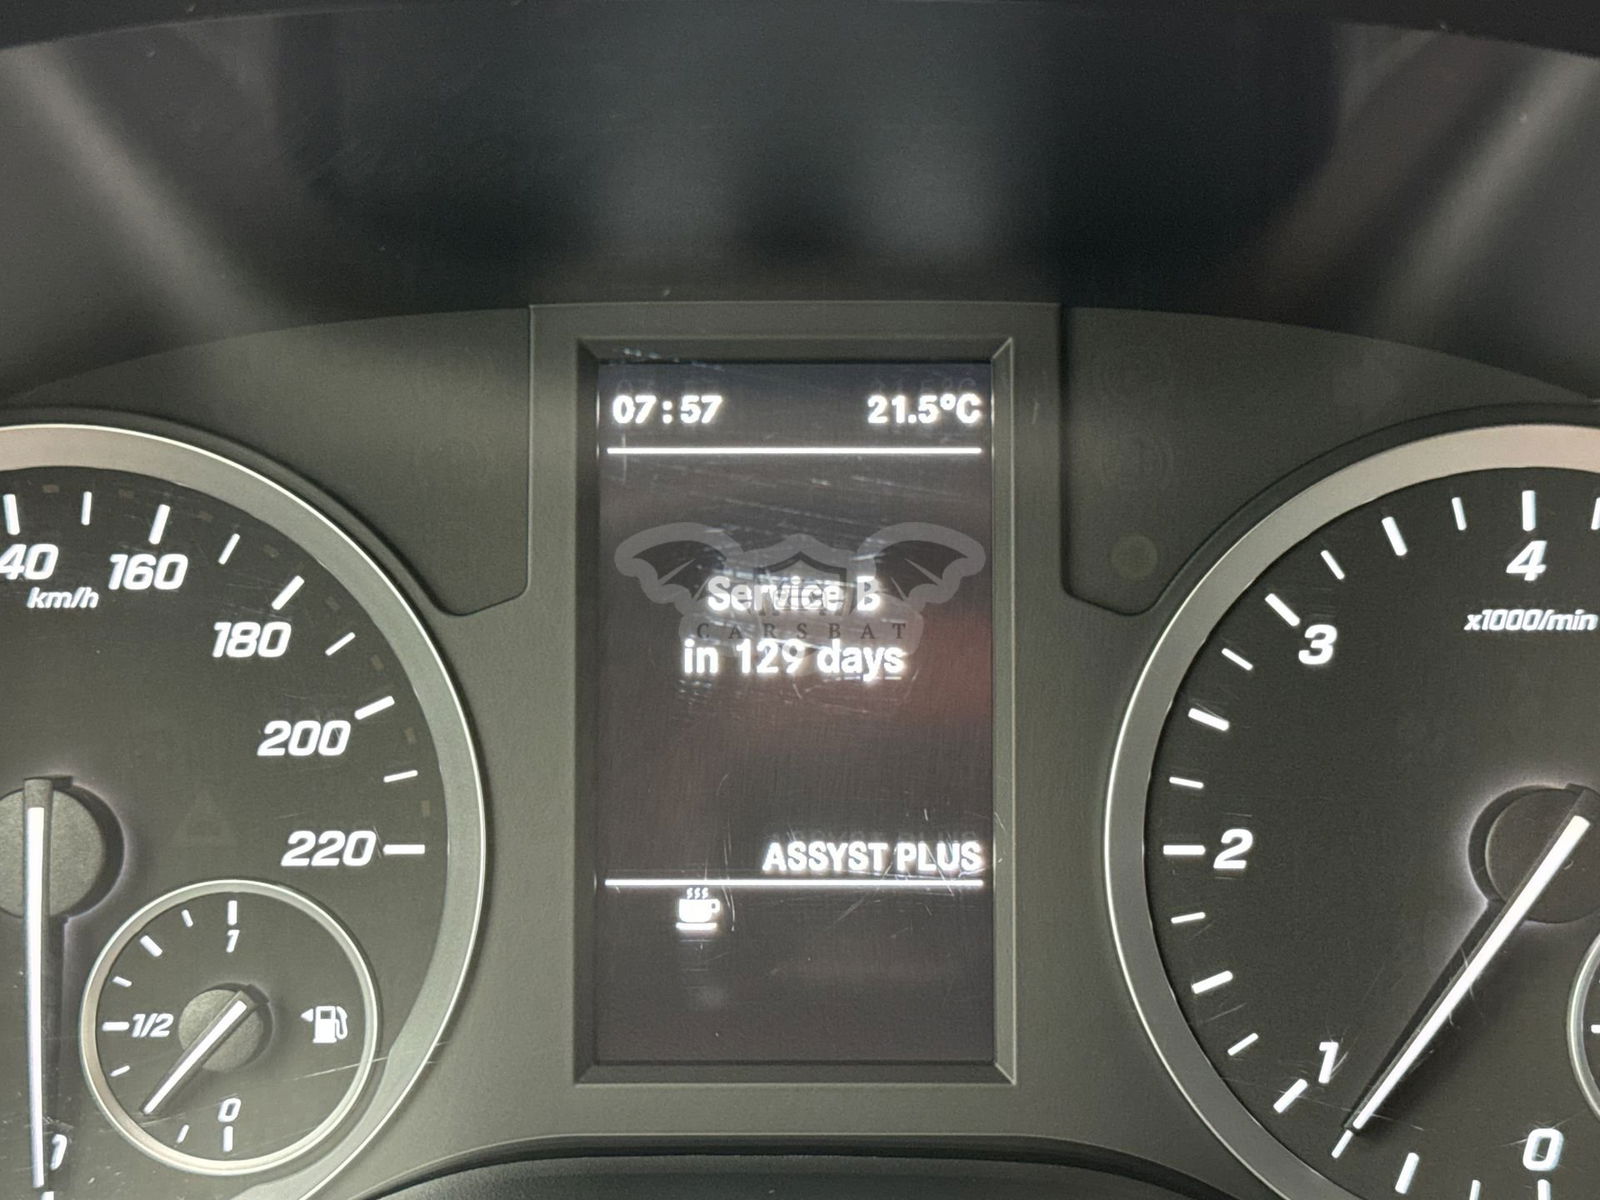 07:57 21.5°C
Service B
CARSBAT
in 129 days
ASSYST PLUS
40 160 180 200 220
km/h
1 1/2 0
1
4 3 2 1 0
x1000/min